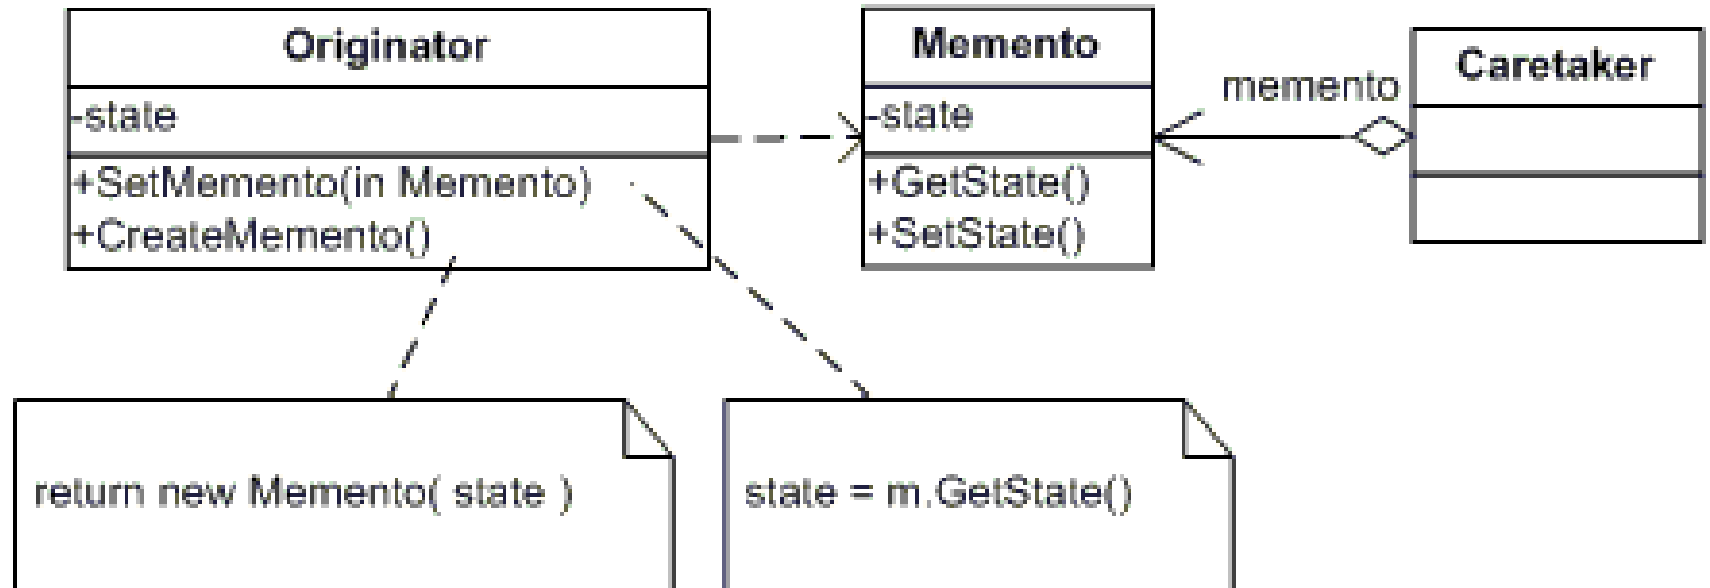 Originator
-state
+SetMemento(in Memento)
+CreateMemento()
Memento
-state
+GetState()
+SetState()
memento
Caretaker
return new Memento( state )
state = m.GetState()